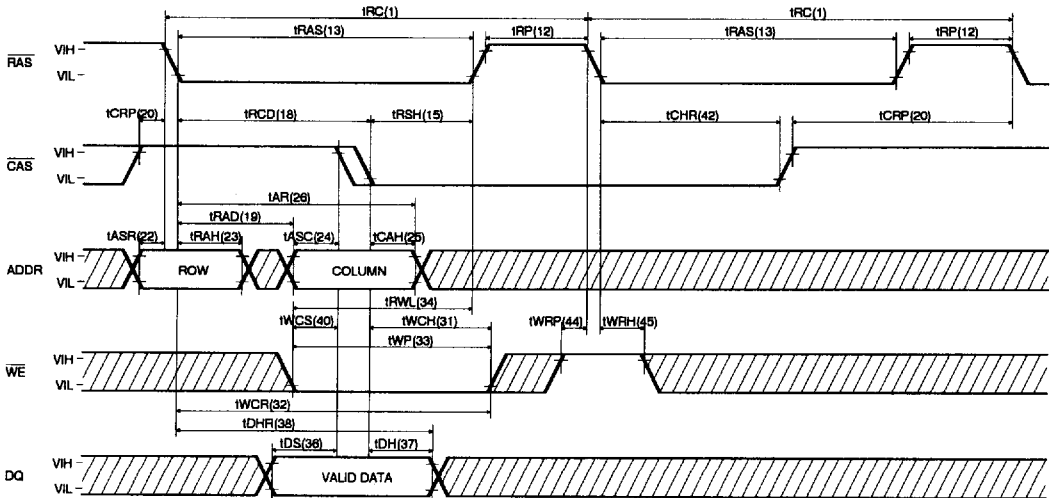 tRC(1) tRC(1)
tRAS(13) tRP(12) tRAS(13) tRP(12)
RAS VIH VIL
tCRP(20) tRCD(18) tRSH(15) tCHR(42) tCRP(20)
CAS VIH VIL
tAR(26)
tRAD(19)
tASR(22) tRAH(23) tASC(24) tCAH(25)
ADDR VIH VIL ROW COLUMN
tRWL(34)
tWCS(40) tWCH(31) tWRP(44) tWRH(45)
tWP(33)
WE VIH VIL
tWCR(32)
tDHR(38)
tDS(36) tDH(37)
DQ VIH VIL VALID DATA